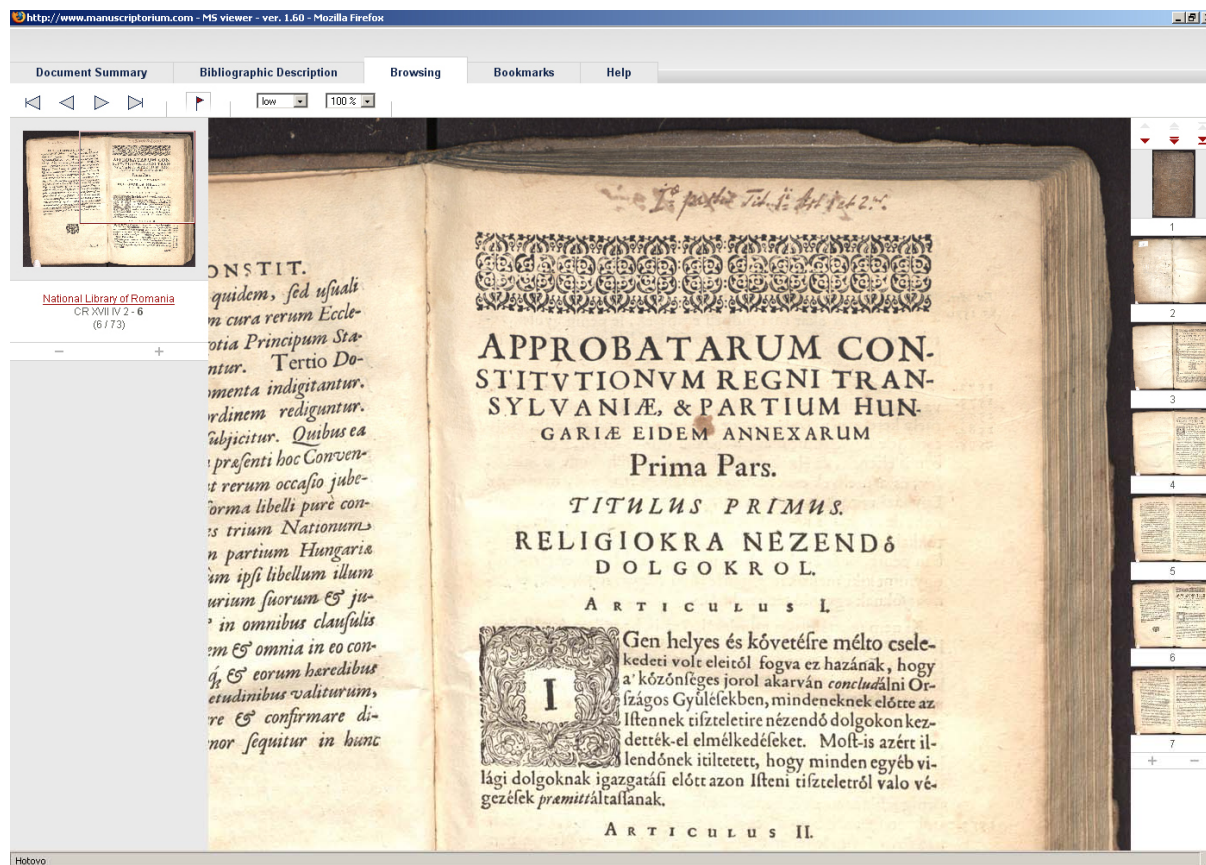 http://www.manuscriptorium.com - MS viewer - ver. 1.60 - Mozilla Firefox
Document Summary
Bibliographic Description
Browsing
Bookmarks
Help
low
100 %
National Library of Romania
CR XVII IV 2 - 6
(6 / 73)
ONSTIT.
quidem, ſed uſuali
m cura rerum Eccle-
otia Principum Sta-
ntur. Tertio Do-
menta indigitantur.
rdinem rediguntur.
ſubjicitur. Quibus ea
præſenti hoc Conven-
t rerum occaſio jube-
forma libelli purè con-
es trium Nationum
n partium Hungariæ
ùm ipſi libellum illum
urium ſuorum & ju-
in omnibus clauſulis
em & omnia in eo con-
& eorum hæredibus
etudinibus valiturum,
re & confirmare di-
nor ſequitur in hunc
APPROBATARUM CON-
STITVTIONVM REGNI TRAN-
SYLVANIÆ, & PARTIUM HUN-
GARIÆ EIDEM ANNEXARUM
Prima Pars.
TITULUS PRIMUS.
RELIGIOKRA NÉZENDő
DOLGOKROL.
ARTICULUS I.
IGen helyes és kővetéſre mélto csele-
kedeti volt eleitől fogva ez hazának, hogy
a' kőzőnſeges jorol akarván concludálni Or-
ſzágos Gyűléſekben, mindeneknek előtte az
Iſtennek tiſzteletire nézendő dolgokon kez-
dették-el elmélkedéſeket. Moſt-is azért il-
lendőnek itiltetett, hogy minden egyéb vi-
lági dolgoknak igazgatáſi előtt azon Iſteni tiſzteletről valo vé-
gezéſek præmittáltaſſanak.
ARTICULUS II.
1
2
3
4
5
6
7
Hotovo